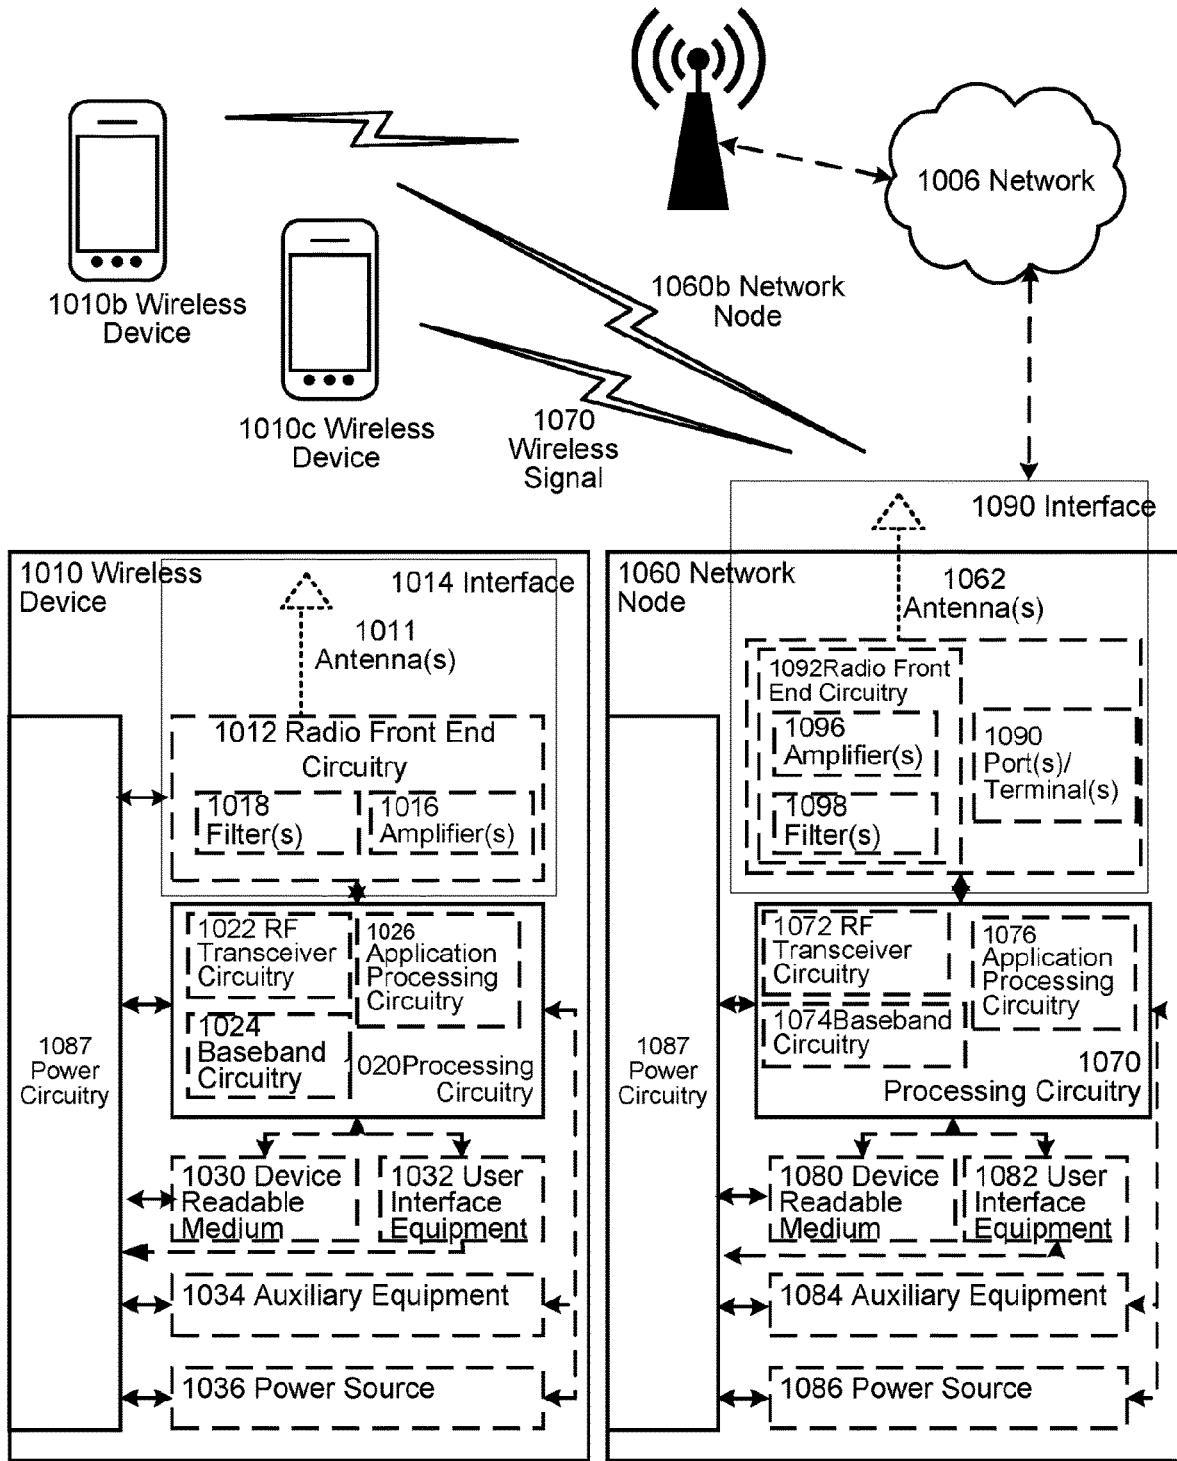 1006 Network
1010b Wireless
Device
1060b Network
Node
1010c Wireless
Device
1070
Wireless
Signal
1090 Interface
1010 Wireless
Device
1014 Interface
1011
Antenna(s)
1012 Radio Front End
Circuitry
1018
Filter(s)
1016
Amplifier(s)
1022 RF
Transceiver
Circuitry
1026
Application
Processing
Circuitry
1024
Baseband
Circuitry
020Processing
Circuitry
1087
Power
Circuitry
1030 Device
Readable
Medium
1032 User
Interface
Equipment
1034 Auxiliary Equipment
1036 Power Source
1060 Network
Node
1062
Antenna(s)
1092Radio Front
End Circuitry
1096
Amplifier(s)
1098
Filter(s)
1090
Port(s)/
Terminal(s)
1072 RF
Transceiver
Circuitry
1076
Application
Processing
Circuitry
1074Baseband
Circuitry
1070
Processing Circuitry
1087
Power
Circuitry
1080 Device
Readable
Medium
1082 User
Interface
Equipment
1084 Auxiliary Equipment
1086 Power Source